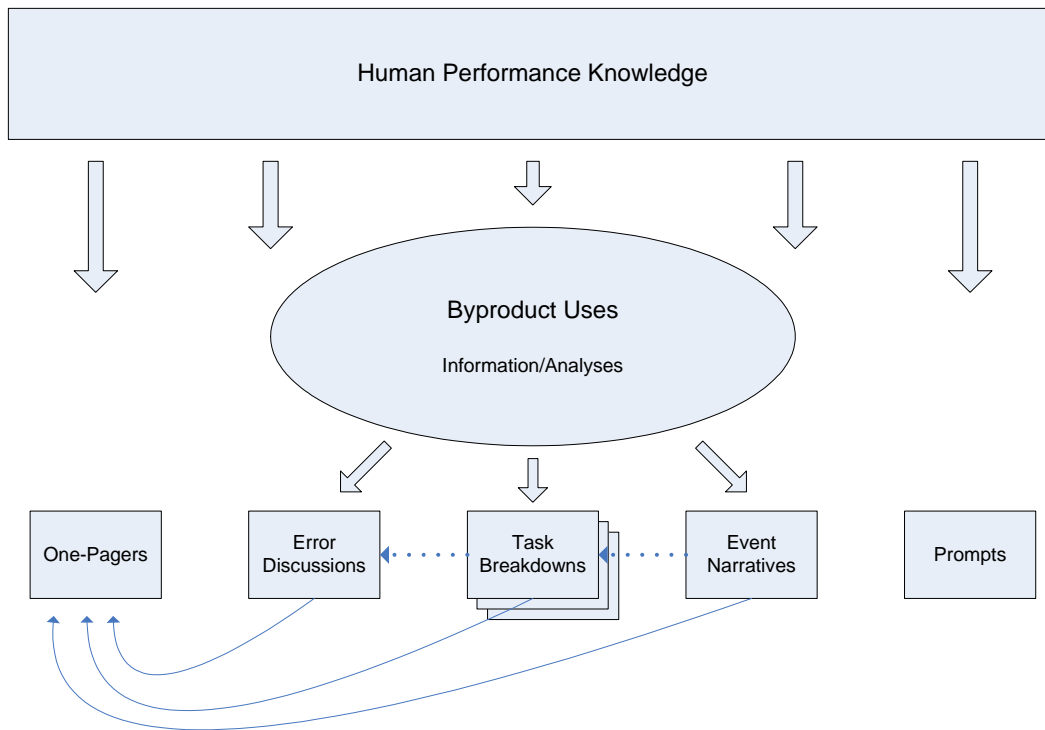 Human Performance Knowledge
Byproduct Uses
Information/Analyses
One-Pagers
Error
Discussions
Task
Breakdowns
Event
Narratives
Prompts